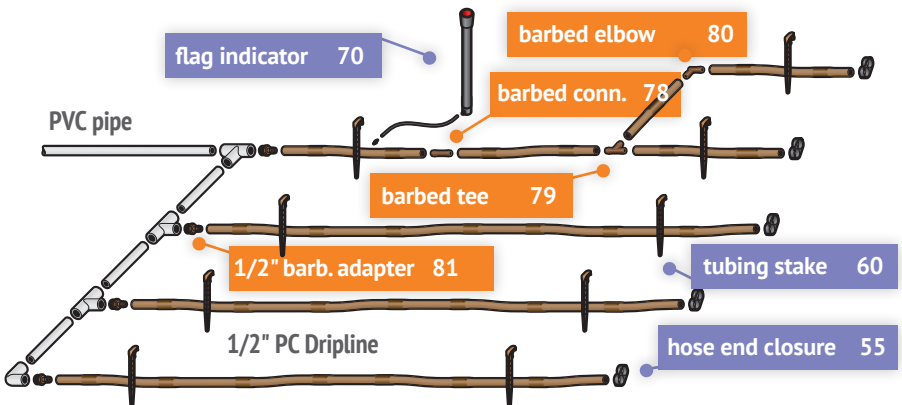 barbed elbow 80
flag indicator 70
barbed conn. 78
PVC pipe
barbed tee 79
1/2" barb. adapter 81
tubing stake 60
1/2" PC Dripline
hose end closure 55